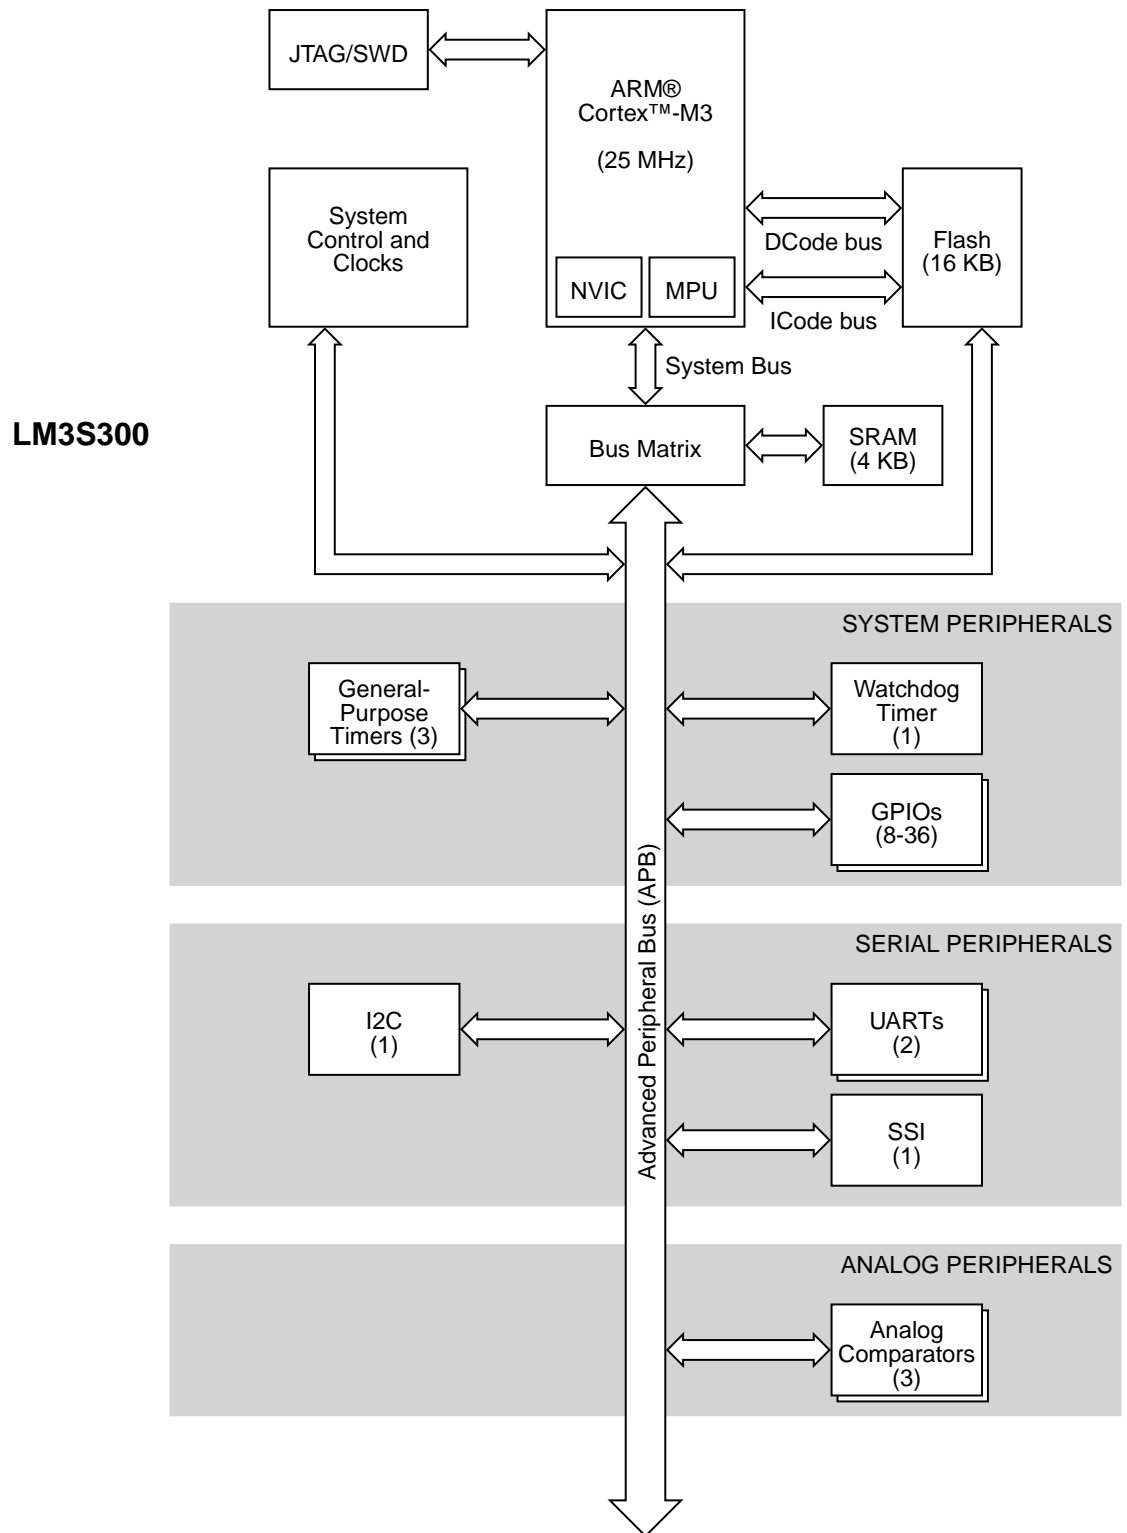 JTAG/SWD
ARM®
Cortex™-M3
(25 MHz)
System
Control and
Clocks
DCode bus
Flash
(16 KB)
NVIC
MPU
ICode bus
System Bus
LM3S300
Bus Matrix
SRAM
(4 KB)
SYSTEM PERIPHERALS
General-
Purpose
Timers (3)
Watchdog
Timer
(1)
GPIOs
(8-36)
Advanced Peripheral Bus (APB)
SERIAL PERIPHERALS
I2C
(1)
UARTs
(2)
SSI
(1)
ANALOG PERIPHERALS
Analog
Comparators
(3)